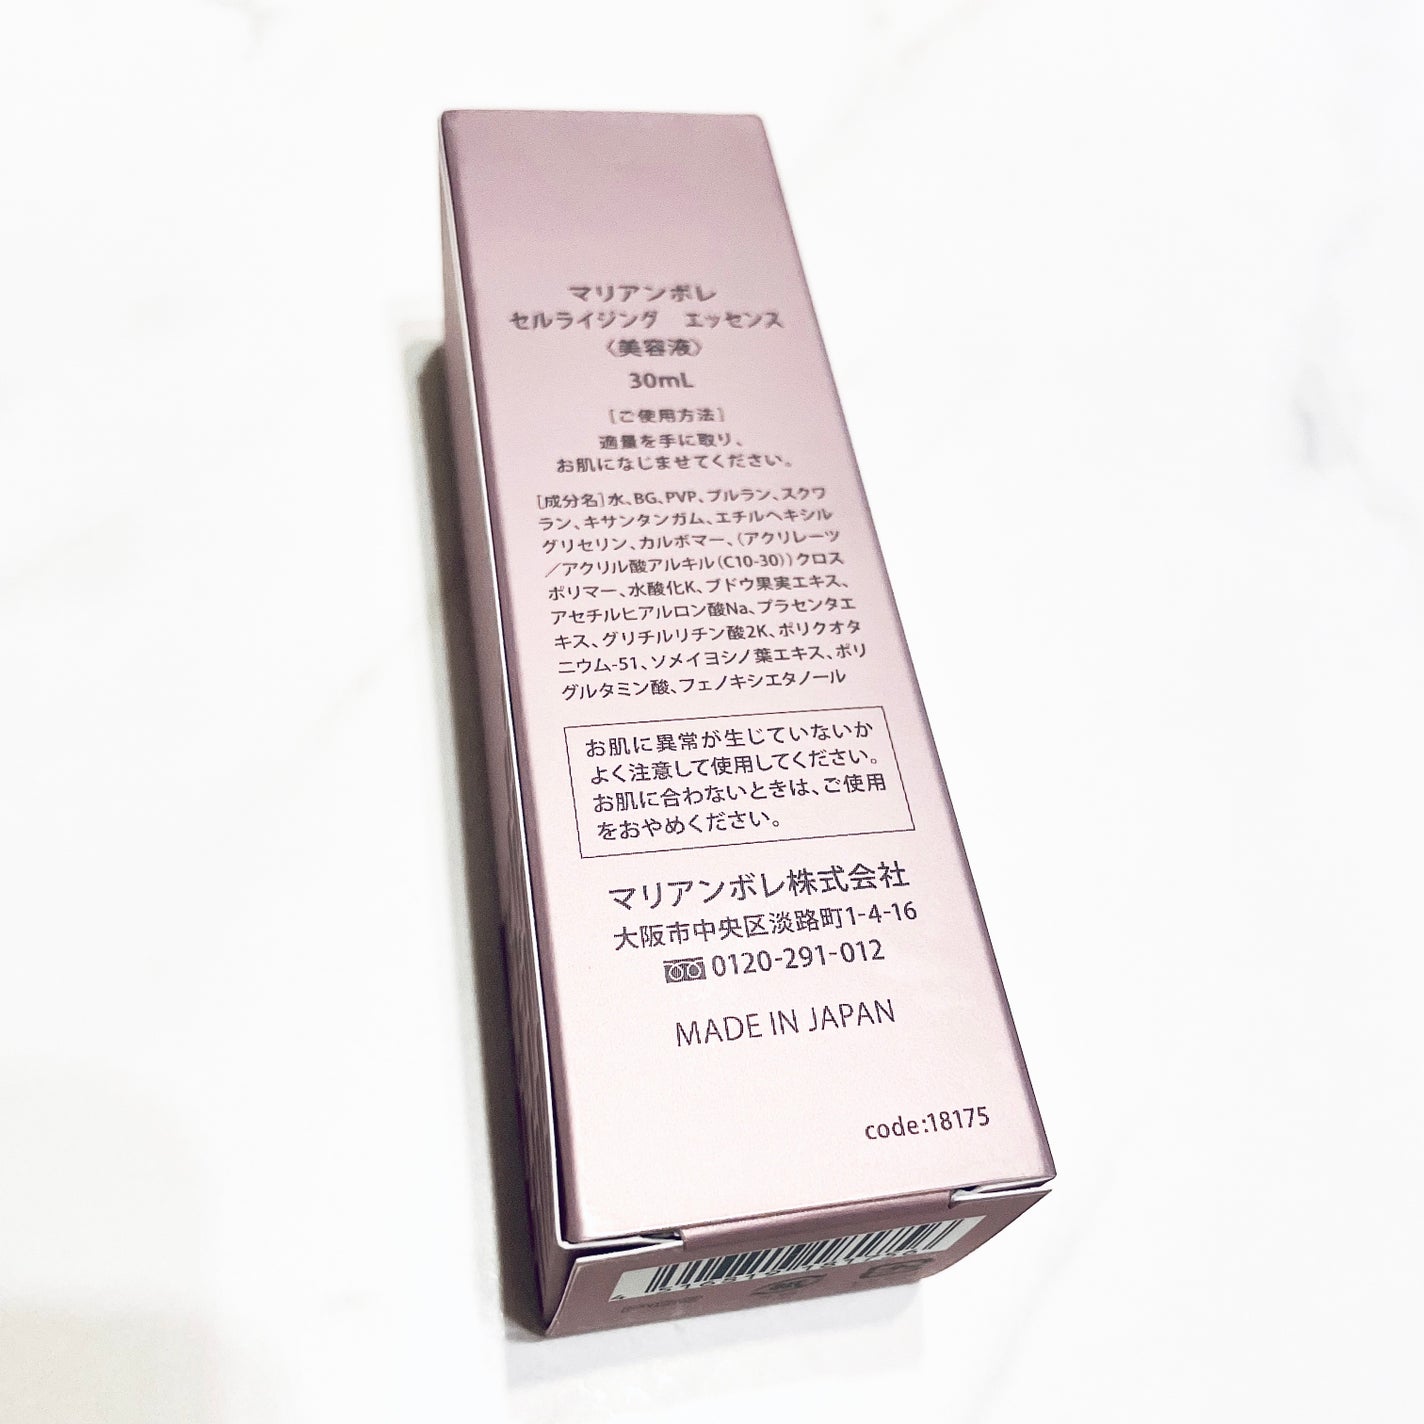 マリアンボレ
セルライジング　エッセンス
〈美容液〉
30mL
［ご使用方法］
適量を手に取り、
お肌になじませてください。
［成分名］水、BG、PVP、プルラン、スクワ
ラン、キサンタンガム、エチルヘキシル
グリセリン、カルボマー、（アクリレーツ
／アクリル酸アルキル（C10-30））クロス
ポリマー、水酸化K、ブドウ果実エキス、
アセチルヒアルロン酸Na、プラセンタエ
キス、グリチルリチン酸2K、ポリクオタ
ニウム-51、ソメイヨシノ葉エキス、ポリ
グルタミン酸、フェノキシエタノール
お肌に異常が生じていないか
よく注意して使用してください。
お肌に合わないときは、ご使用
をおやめください。
マリアンボレ株式会社
大阪市中央区淡路町1-4-16
0120-291-012
MADE IN JAPAN
code:18175